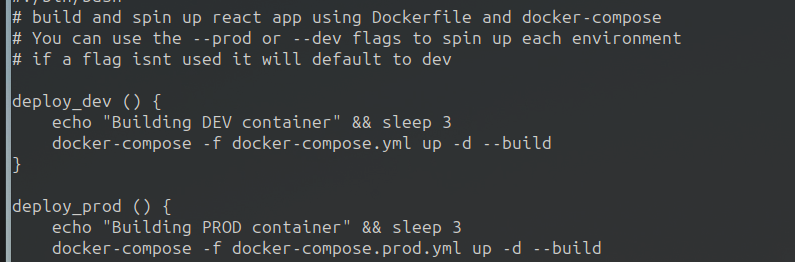 # build and spin up react app using Dockerfile and docker-compose
# You can use the --prod or --dev flags to spin up each environment
# if a flag isnt used it will default to dev
deploy_dev () {
echo "Building DEV container" && sleep 3
docker-compose -f docker-compose.yml up -d --build
}
deploy_prod () {
echo "Building PROD container" && sleep 3
docker-compose -f docker-compose.prod.yml up -d --build